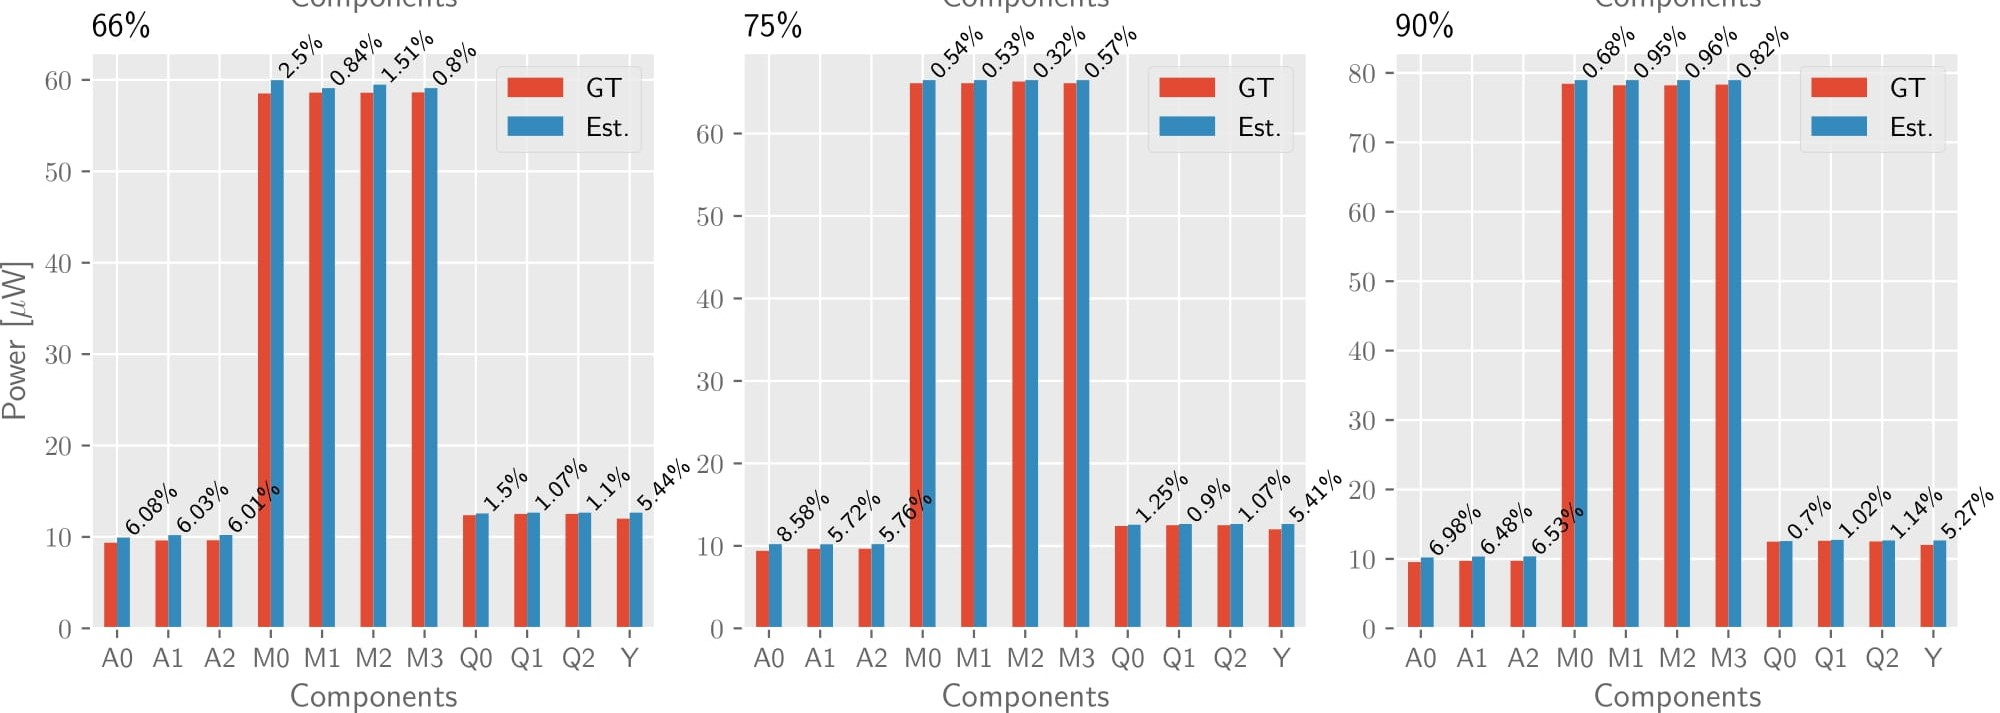 Components Components Components
66%
2.5% 0.84% 1.51% 0.8%
GT
Est.
60
50
40
30
20
10
0
Power [μW]
6.08% 6.03% 6.01% 1.5% 1.07% 1.1% 5.44%
A0 A1 A2 M0 M1 M2 M3 Q0 Q1 Q2 Y
Components
75%
0.54% 0.53% 0.32% 0.57%
GT
Est.
60
50
40
30
20
10
0
8.58% 5.72% 5.76% 1.25% 0.9% 1.07% 5.41%
A0 A1 A2 M0 M1 M2 M3 Q0 Q1 Q2 Y
Components
90%
0.68% 0.95% 0.96% 0.82%
GT
Est.
80
70
60
50
40
30
20
10
0
6.98% 6.48% 6.53% 0.7% 1.02% 1.14% 5.27%
A0 A1 A2 M0 M1 M2 M3 Q0 Q1 Q2 Y
Components